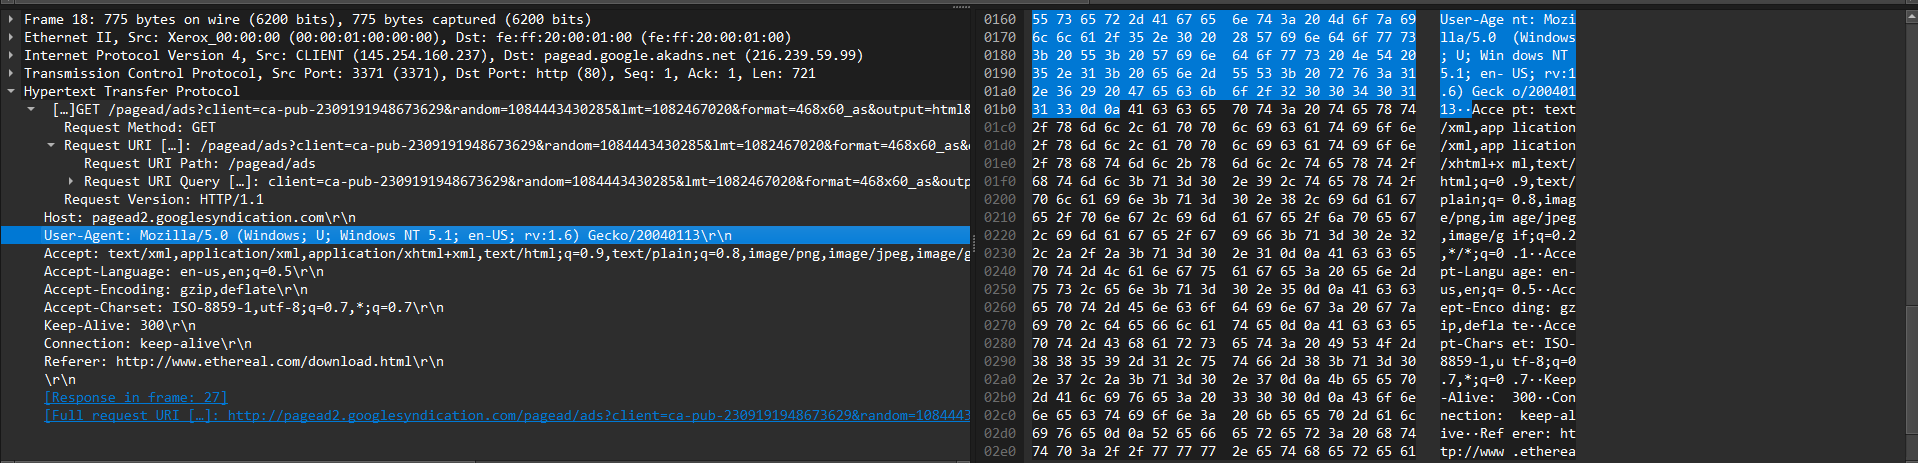 Frame 18: 775 bytes on wire (6200 bits), 775 bytes captured (6200 bits)
Ethernet II, Src: Xerox_00:00:00 (00:00:01:00:00:00), Dst: fe:ff:20:00:01:00 (fe:ff:20:00:01:00)
Internet Protocol Version 4, Src: CLIENT (145.254.160.237), Dst: pagead.google.akadns.net (216.239.59.99)
Transmission Control Protocol, Src Port: 3371 (3371), Dst Port: http (80), Seq: 1, Ack: 1, Len: 721
Hypertext Transfer Protocol
[…]GET /pagead/ads?client=ca-pub-2309191948673629&random=1084443430285&lmt=1082467020&format=468x60_as&output=html&
Request Method: GET
Request URI […]: /pagead/ads?client=ca-pub-2309191948673629&random=1084443430285&lmt=1082467020&format=468x60_as&
Request URI Path: /pagead/ads
Request URI Query […]: client=ca-pub-2309191948673629&random=1084443430285&lmt=1082467020&format=468x60_as&outp
Request Version: HTTP/1.1
Host: pagead2.googlesyndication.com\r\n
User-Agent: Mozilla/5.0 (Windows; U; Windows NT 5.1; en-US; rv:1.6) Gecko/20040113\r\n
Accept: text/xml,application/xml,application/xhtml+xml,text/html;q=0.9,text/plain;q=0.8,image/png,image/jpeg,image/g
Accept-Language: en-us,en;q=0.5\r\n
Accept-Encoding: gzip,deflate\r\n
Accept-Charset: ISO-8859-1,utf-8;q=0.7,*;q=0.7\r\n
Keep-Alive: 300\r\n
Connection: keep-alive\r\n
Referer: http://www.ethereal.com/download.html\r\n
\r\n
[Response in frame: 27]
[Full request URI […]: http://pagead2.googlesyndication.com/pagead/ads?client=ca-pub-2309191948673629&random=10844443
0160 55 73 65 72 2d 41 67 65 6e 74 3a 20 4d 6f 7a 69 User-Age nt: Mozi
0170 6c 6c 61 2f 35 2e 30 20 28 57 69 6e 64 6f 77 73 lla/5.0 (Windows
0180 3b 20 55 3b 20 57 69 6e 64 6f 77 73 20 4e 54 20 ; U; Win dows NT
0190 35 2e 31 3b 20 65 6e 2d 55 53 3b 20 72 76 3a 31 5.1; en- US; rv:1
01a0 2e 36 29 20 47 65 63 6b 6f 2f 32 30 30 34 30 31 .6) Geck o/200401
01b0 31 33 0d 0a 41 63 63 65 70 74 3a 20 74 65 78 74 13··Acce pt: text
01c0 2f 78 6d 6c 2c 61 70 70 6c 69 63 61 74 69 6f 6e /xml,app lication
01d0 2f 78 6d 6c 2c 61 70 70 6c 69 63 61 74 69 6f 6e /xml,app lication
01e0 2f 78 68 74 6d 6c 2b 78 6d 6c 2c 74 65 78 74 2f /xhtml+x ml,text/
01f0 68 74 6d 6c 3b 71 3d 30 2e 39 2c 74 65 78 74 2f html;q=0 .9,text/
0200 70 6c 61 69 6e 3b 71 3d 30 2e 38 2c 69 6d 61 67 plain;q= 0.8,imag
0210 65 2f 70 6e 67 2c 69 6d 61 67 65 2f 6a 70 65 67 e/png,im age/jpeg
0220 2c 69 6d 61 67 65 2f 67 69 66 3b 71 3d 30 2e 32 ,image/g if;q=0.2
0230 2c 2a 2f 2a 3b 71 3d 30 2e 31 0d 0a 41 63 63 65 ,*/*;q=0 .1··Acce
0240 70 74 2d 4c 61 6e 67 75 61 67 65 3a 20 65 6e 2d pt-Langu age: en-
0250 75 73 2c 65 6e 3b 71 3d 30 2e 35 0d 0a 41 63 63 us,en;q= 0.5··Acc
0260 65 70 74 2d 45 6e 63 6f 64 69 6e 67 3a 20 67 7a ept-Enco ding: gz
0270 69 70 2c 64 65 66 6c 61 74 65 0d 0a 41 63 63 65 ip,defla te··Acce
0280 70 74 2d 43 68 61 72 73 65 74 3a 20 49 53 4f 2d pt-Chars et: ISO-
0290 38 38 35 39 2d 31 2c 75 74 66 2d 38 3b 71 3d 30 8859-1,u tf-8;q=0
02a0 2e 37 2c 2a 3b 71 3d 30 2e 37 0d 0a 4b 65 65 70 .7,*;q=0 .7··Keep
02b0 2d 41 6c 69 76 65 3a 20 33 30 30 0d 0a 43 6f 6e -Alive: 300··Con
02c0 6e 65 63 74 69 6f 6e 3a 20 6b 65 65 70 2d 61 6c nection: keep-al
02d0 69 76 65 0d 0a 52 65 66 65 72 65 72 3a 20 68 74 ive··Ref erer: ht
02e0 74 70 3a 2f 2f 77 77 77 2e 65 74 68 65 72 65 61 tp://www .etherea